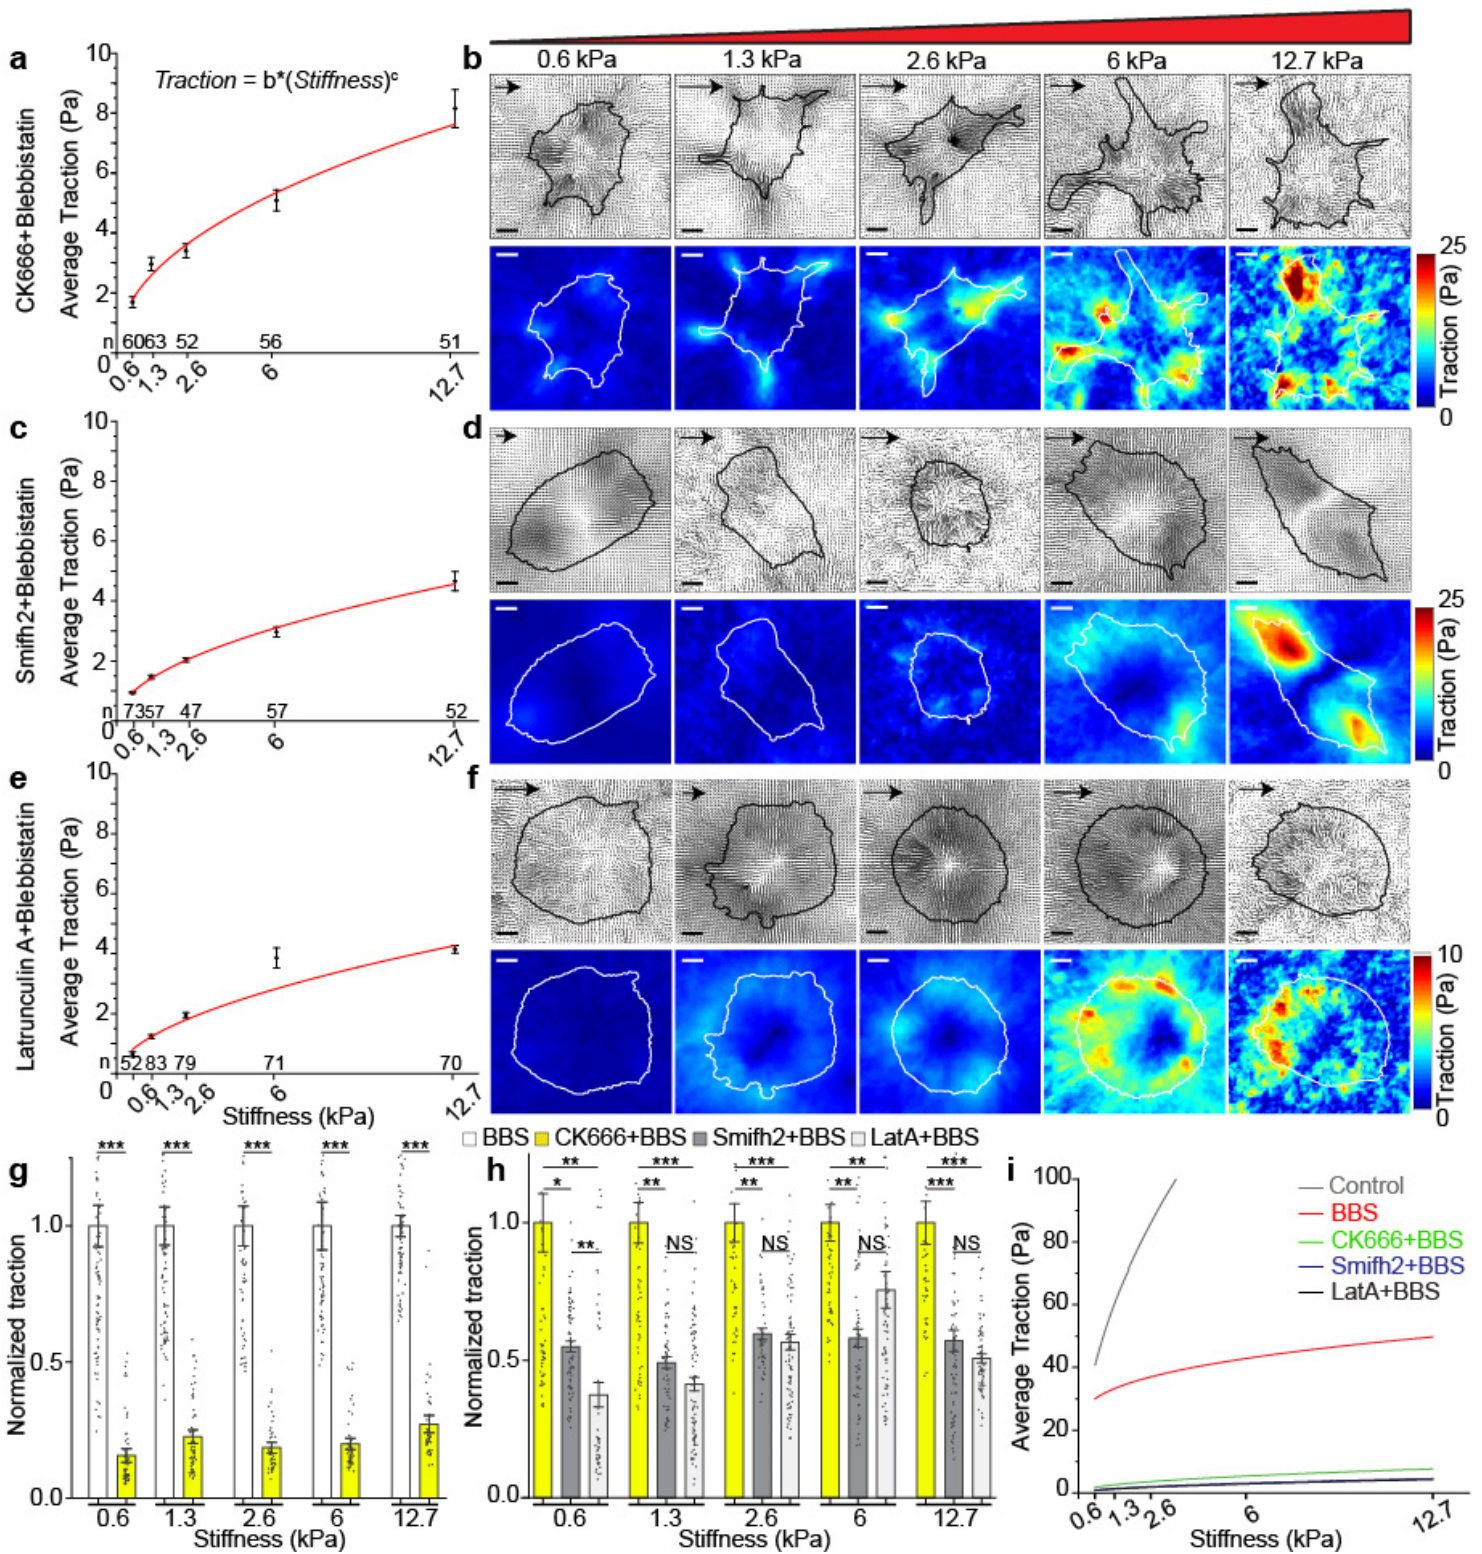 a
10
8
6
4
2
0
Traction = b*(Stiffness)ᶜ
CK666+Blebbistatin
Average Traction (Pa)
n 60 63 52 56 51
0.6 1.3 2.6 6 12.7
b
0.6 kPa 1.3 kPa 2.6 kPa 6 kPa 12.7 kPa
25
Traction (Pa)
0
c
10
8
6
4
2
0
Smifh2+Blebbistatin
Average Traction (Pa)
n 73 57 47 57 52
0.6 1.3 2.6 6 12.7
d
25
Traction (Pa)
0
e
10
8
6
4
2
0
Latrunculin A+Blebbistatin
Average Traction (Pa)
n 52 83 79 71 70
0.6 1.3 2.6 6 12.7
Stiffness (kPa)
f
10
Traction (Pa)
0
BBS CK666+BBS Smifh2+BBS LatA+BBS
g
*** *** *** *** ***
1.0
0.5
0.0
Normalized traction
0.6 1.3 2.6 6 12.7
Stiffness (kPa)
h
** *** *** ** ***
* ** ** ** ***
** NS NS NS NS
1.0
0.5
0.0
Normalized traction
0.6 1.3 2.6 6 12.7
Stiffness (kPa)
i
100
80
60
40
20
0
Average Traction (Pa)
Control
BBS
CK666+BBS
Smifh2+BBS
LatA+BBS
0.6 1.3 2.6 6 12.7
Stiffness (kPa)